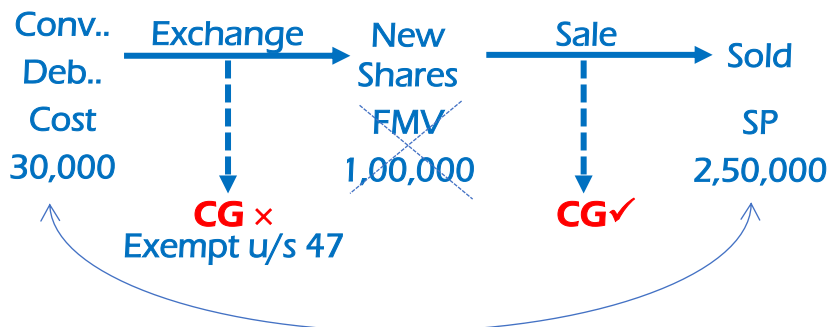 Conv..
Deb..
Cost
30,000
Exchange
CG ×
Exempt u/s 47
New
Shares
FMV
1,00,000
Sale
CG✓
Sold
SP
2,50,000